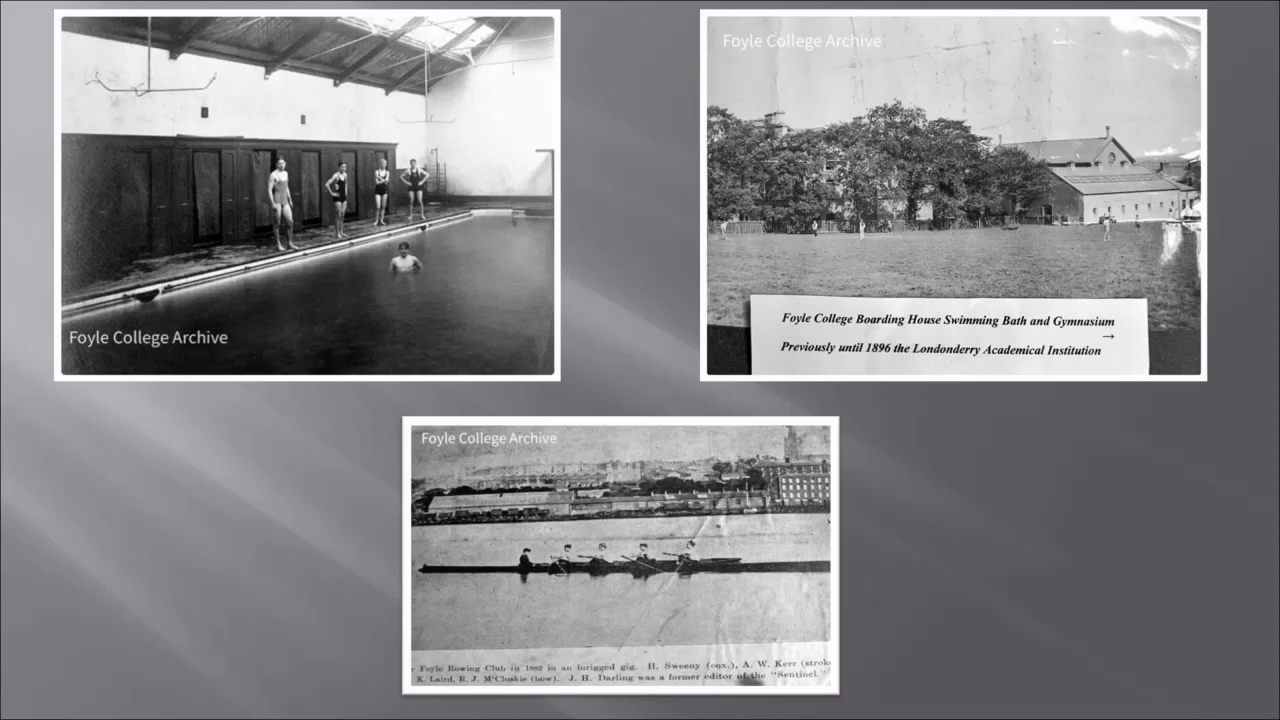 Foyle College Archive
Foyle College Archive
Foyle College Boarding House Swimming Bath and Gymnasium
→
Previously until 1896 the Londonderry Academical Institution
Foyle College Archive
Foyle Rowing Club in 1882 in an inrigged gig. H. Sweeny (cox.), A. W. Kerr (strok
K. Laird, R. J. M'Closkie (bow). J. H. Darling was a former editor of the "Sentinel."